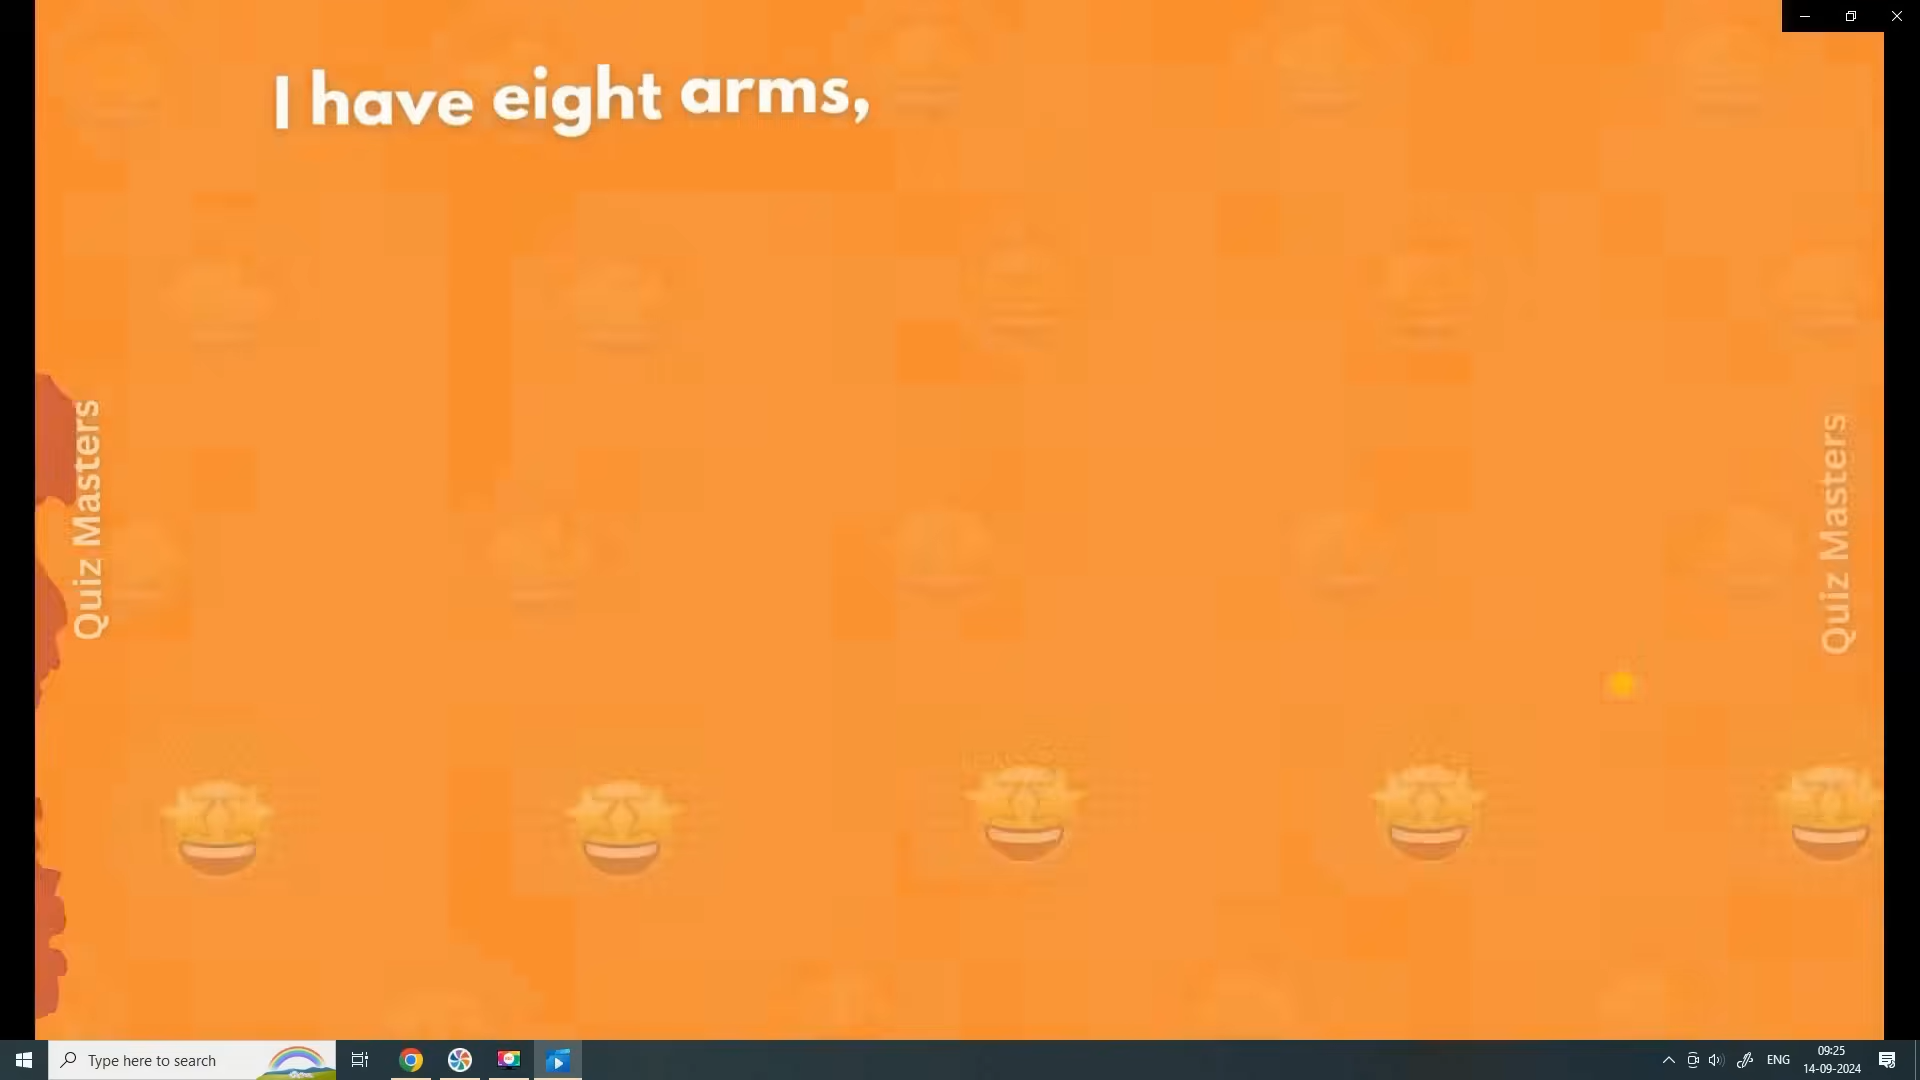 I have eight arms,
Quiz Masters
Quiz Masters
Type here to search
ENG
09:25
14-09-2024